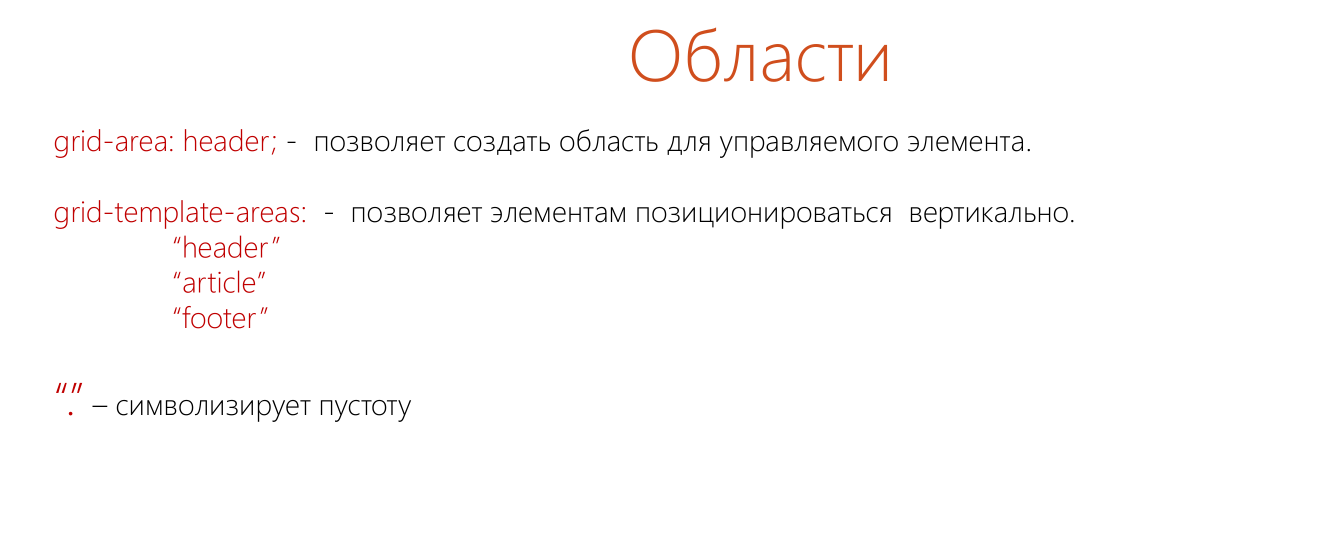 Области
grid-area: header; -  позволяет создать область для управляемого элемента.
grid-template-areas:  -  позволяет элементам позиционироваться  вертикально.
“header”
“article”
“footer”
“.” – символизирует пустоту